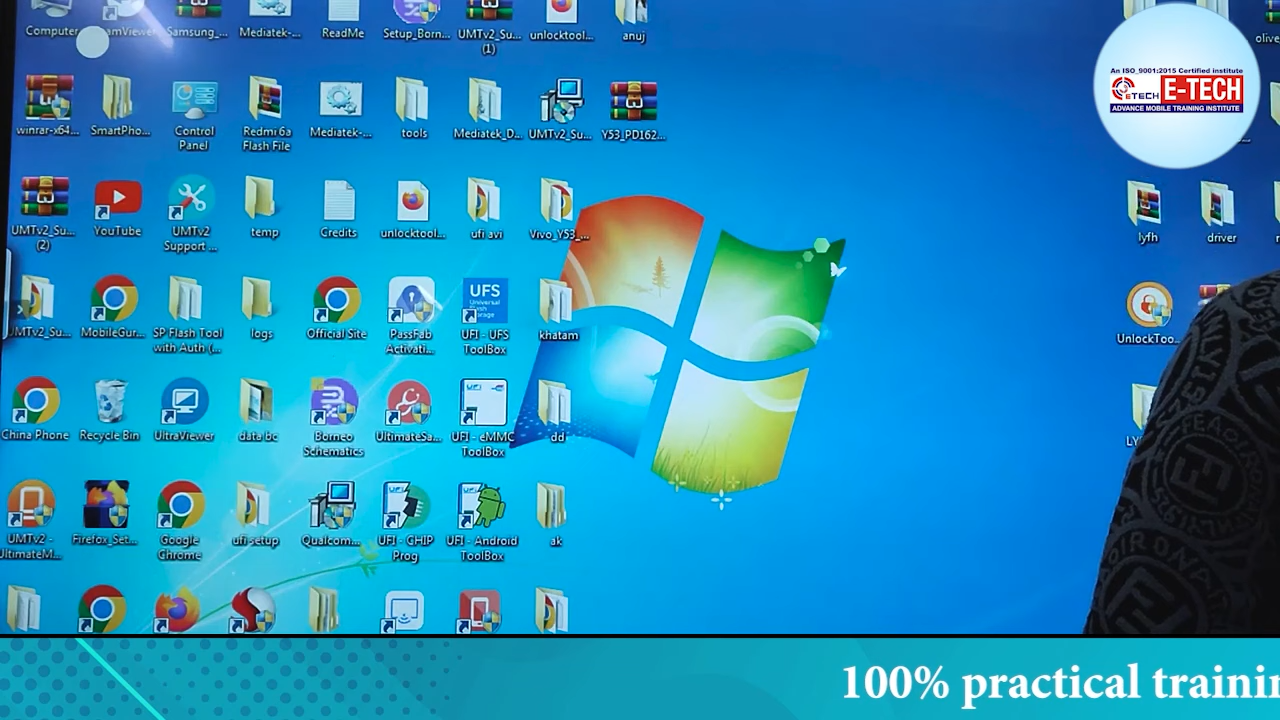 Computer
Samsung_...
Mediatek-...
ReadMe
Setup_Born...
UMTv2_Su...
(1)
unlocktool...
anuj
An ISO_9001:2015 Certified institute
ETECH E-TECH
ADVANCE MOBILE TRAINING INSTITUTE
winrar-x64...
SmartPho...
Control
Panel
Redmi 6a
Flash File
Mediatek-...
tools
Mediatek_D...
UMTv2_Su...
Y53_PD162...
UMTv2_Su...
(2)
YouTube
UMTv2
Support ...
temp
Credits
unlocktool...
ufi avi
Vivo_Y53_...
lyfh
driver
UMTv2_Su...
MobileGur...
SP Flash Tool
with Auth (...
logs
Official Site
PassFab
Activati...
UFS
Universal
Flash
Storage
UFI - UFS
ToolBox
khatam
UnlockToo...
China Phone
Recycle Bin
UltraViewer
data bc
Borneo
Schematics
UltimateSa...
UFI - eMMC
ToolBox
dd
UMTv2 -
UltimateM...
Firefox_Set...
Google
Chrome
ufi setup
Qualcom...
UFI - CHIP
Prog
UFI - Android
ToolBox
ak
100% practical trainin